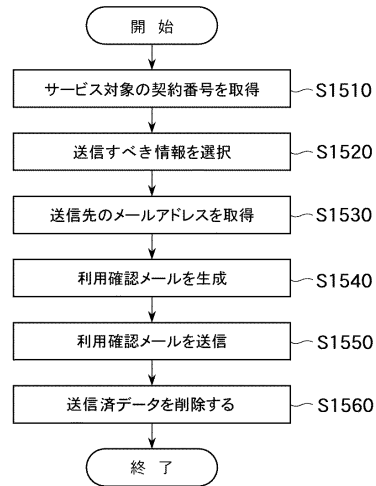 開 始
サービス対象の契約番号を取得 S1510
送信すべき情報を選択 S1520
送信先のメールアドレスを取得 S1530
利用確認メールを生成 S1540
利用確認メールを送信 S1550
送信済データを削除する S1560
終 了